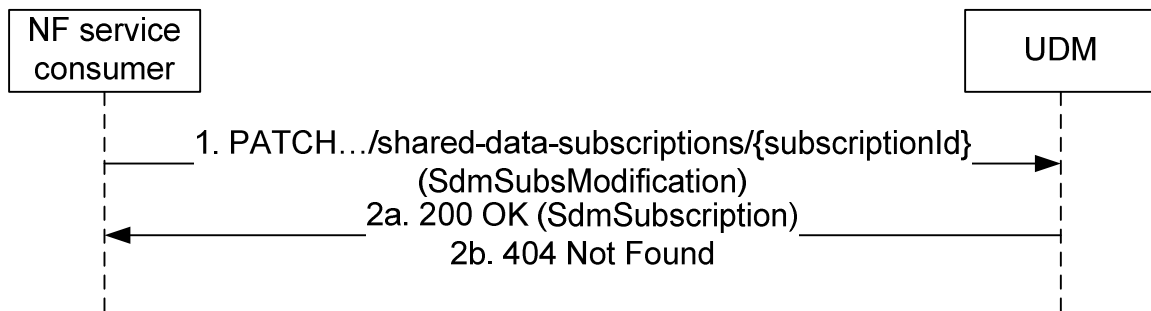 NF service
consumer
UDM
1. PATCH…/shared-data-subscriptions/{subscriptionId}
(SdmSubsModification)
2a. 200 OK (SdmSubscription)
2b. 404 Not Found